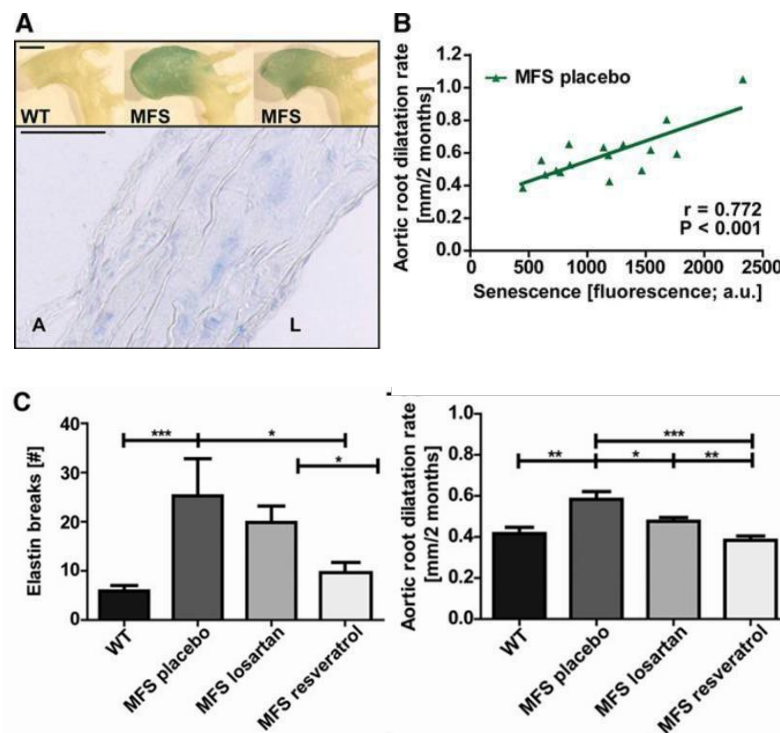 A
WT
MFS
MFS
A
L
B
Aortic root dilatation rate
[mm/2 months]
1.2
1.0
0.8
0.6
0.4
0.2
0.0
MFS placebo
r = 0.772
P < 0.001
0 500 1000 1500 2000 2500
Senescence [fluorescence; a.u.]
C
Elastin breaks [#]
40
30
20
10
0
***
*
*
WT
MFS placebo
MFS losartan
MFS resveratrol
Aortic root dilatation rate
[mm/2 months]
1.0
0.8
0.6
0.4
0.2
0.0
***
**
*
**
WT
MFS placebo
MFS losartan
MFS resveratrol